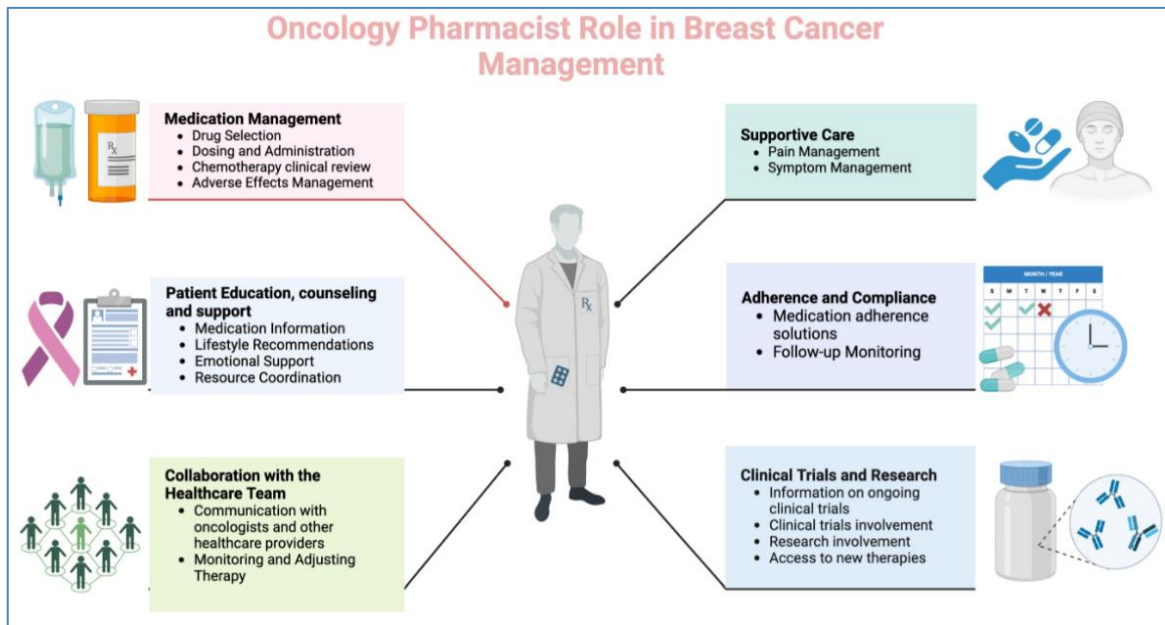 Oncology Pharmacist Role in Breast Cancer
Management
Medication Management
• Drug Selection
• Dosing and Administration
• Chemotherapy clinical review
• Adverse Effects Management
Rx
Patient Education, counseling
and support
• Medication Information
• Lifestyle Recommendations
• Emotional Support
• Resource Coordination
Collaboration with the
Healthcare Team
• Communication with
oncologists and other
healthcare providers
• Monitoring and Adjusting
Therapy
Rx
Supportive Care
• Pain Management
• Symptom Management
Adherence and Compliance
• Medication adherence
solutions
• Follow-up Monitoring
MONTH / YEAR
S M T W T F S
Clinical Trials and Research
• Information on ongoing
clinical trials
• Clinical trials involvement
• Research involvement
• Access to new therapies